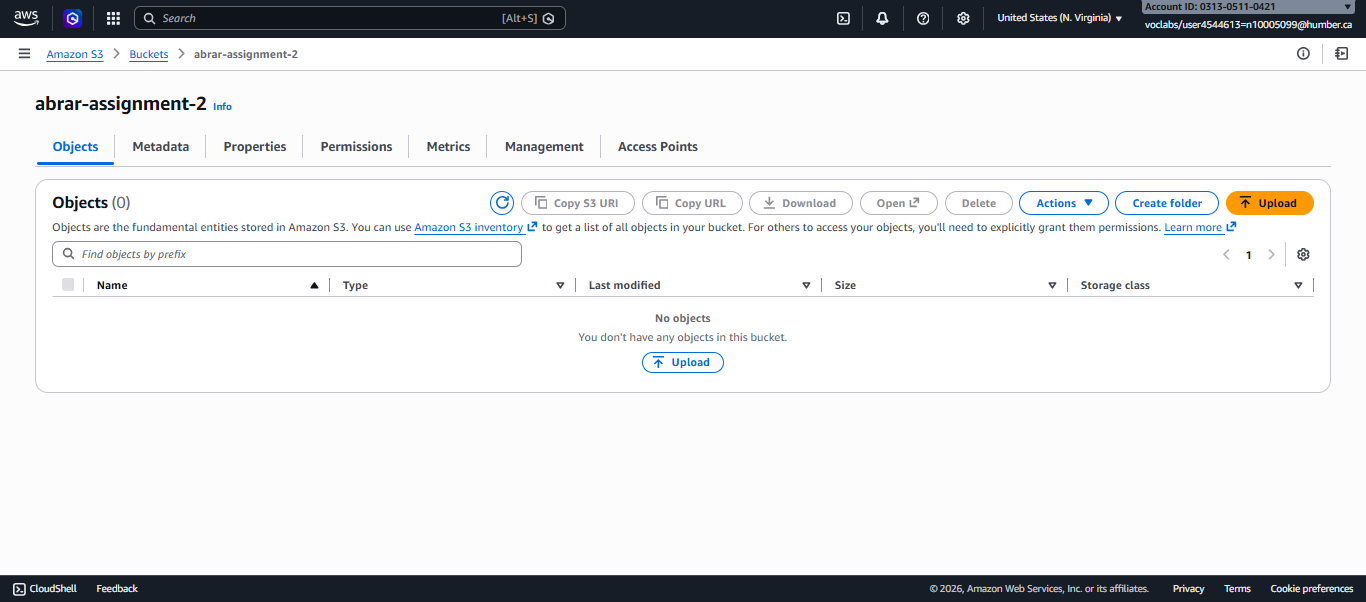 aws
Search [Alt+S]
United States (N. Virginia)
Account ID: 0313-0511-0421
voclabs/user4544613=n10005099@humber.ca
Amazon S3 > Buckets > abrar-assignment-2
abrar-assignment-2 Info
Objects Metadata Properties Permissions Metrics Management Access Points
Objects (0) Copy S3 URI Copy URL Download Open Delete Actions Create folder Upload
Objects are the fundamental entities stored in Amazon S3. You can use Amazon S3 inventory to get a list of all objects in your bucket. For others to access your objects, you'll need to explicitly grant them permissions. Learn more
Find objects by prefix
1
Name Type Last modified Size Storage class
No objects
You don't have any objects in this bucket.
Upload
CloudShell Feedback © 2026, Amazon Web Services, Inc. or its affiliates. Privacy Terms Cookie preferences